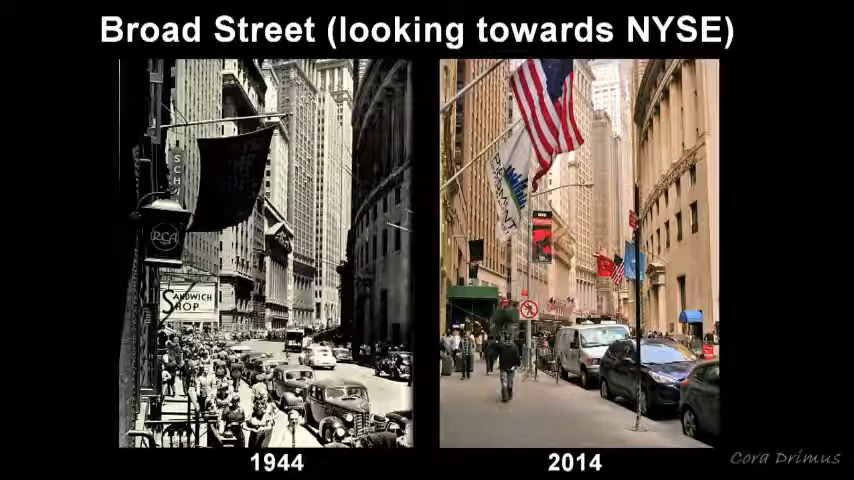 Broad Street (looking towards NYSE)
SCH
RCA
SANDWICH
SHOP
1944
2014
Cora Drimus